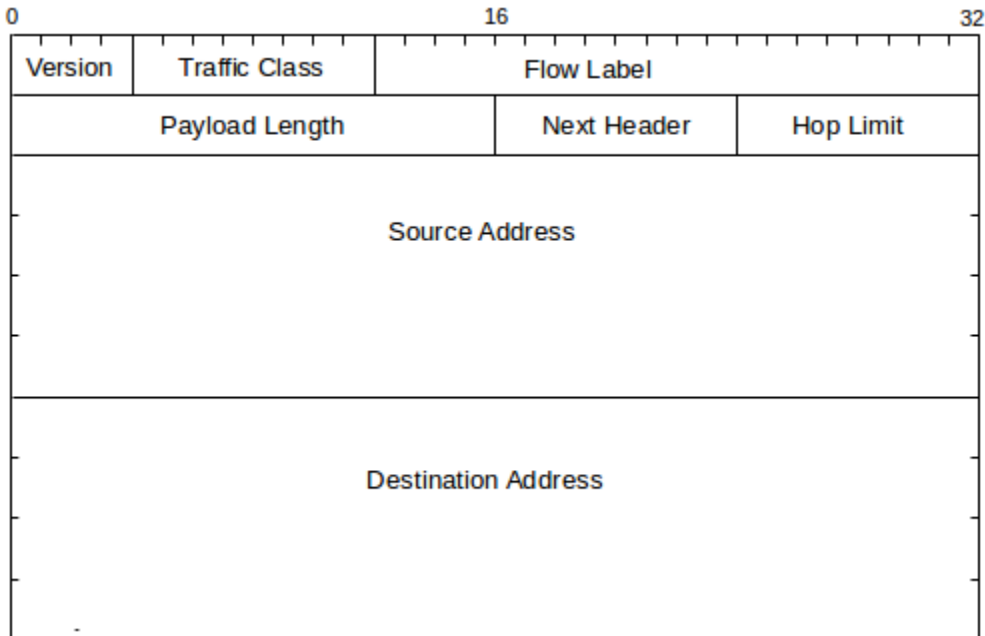 0 16 32
Version Traffic Class Flow Label
Payload Length Next Header Hop Limit
Source Address
Destination Address
-